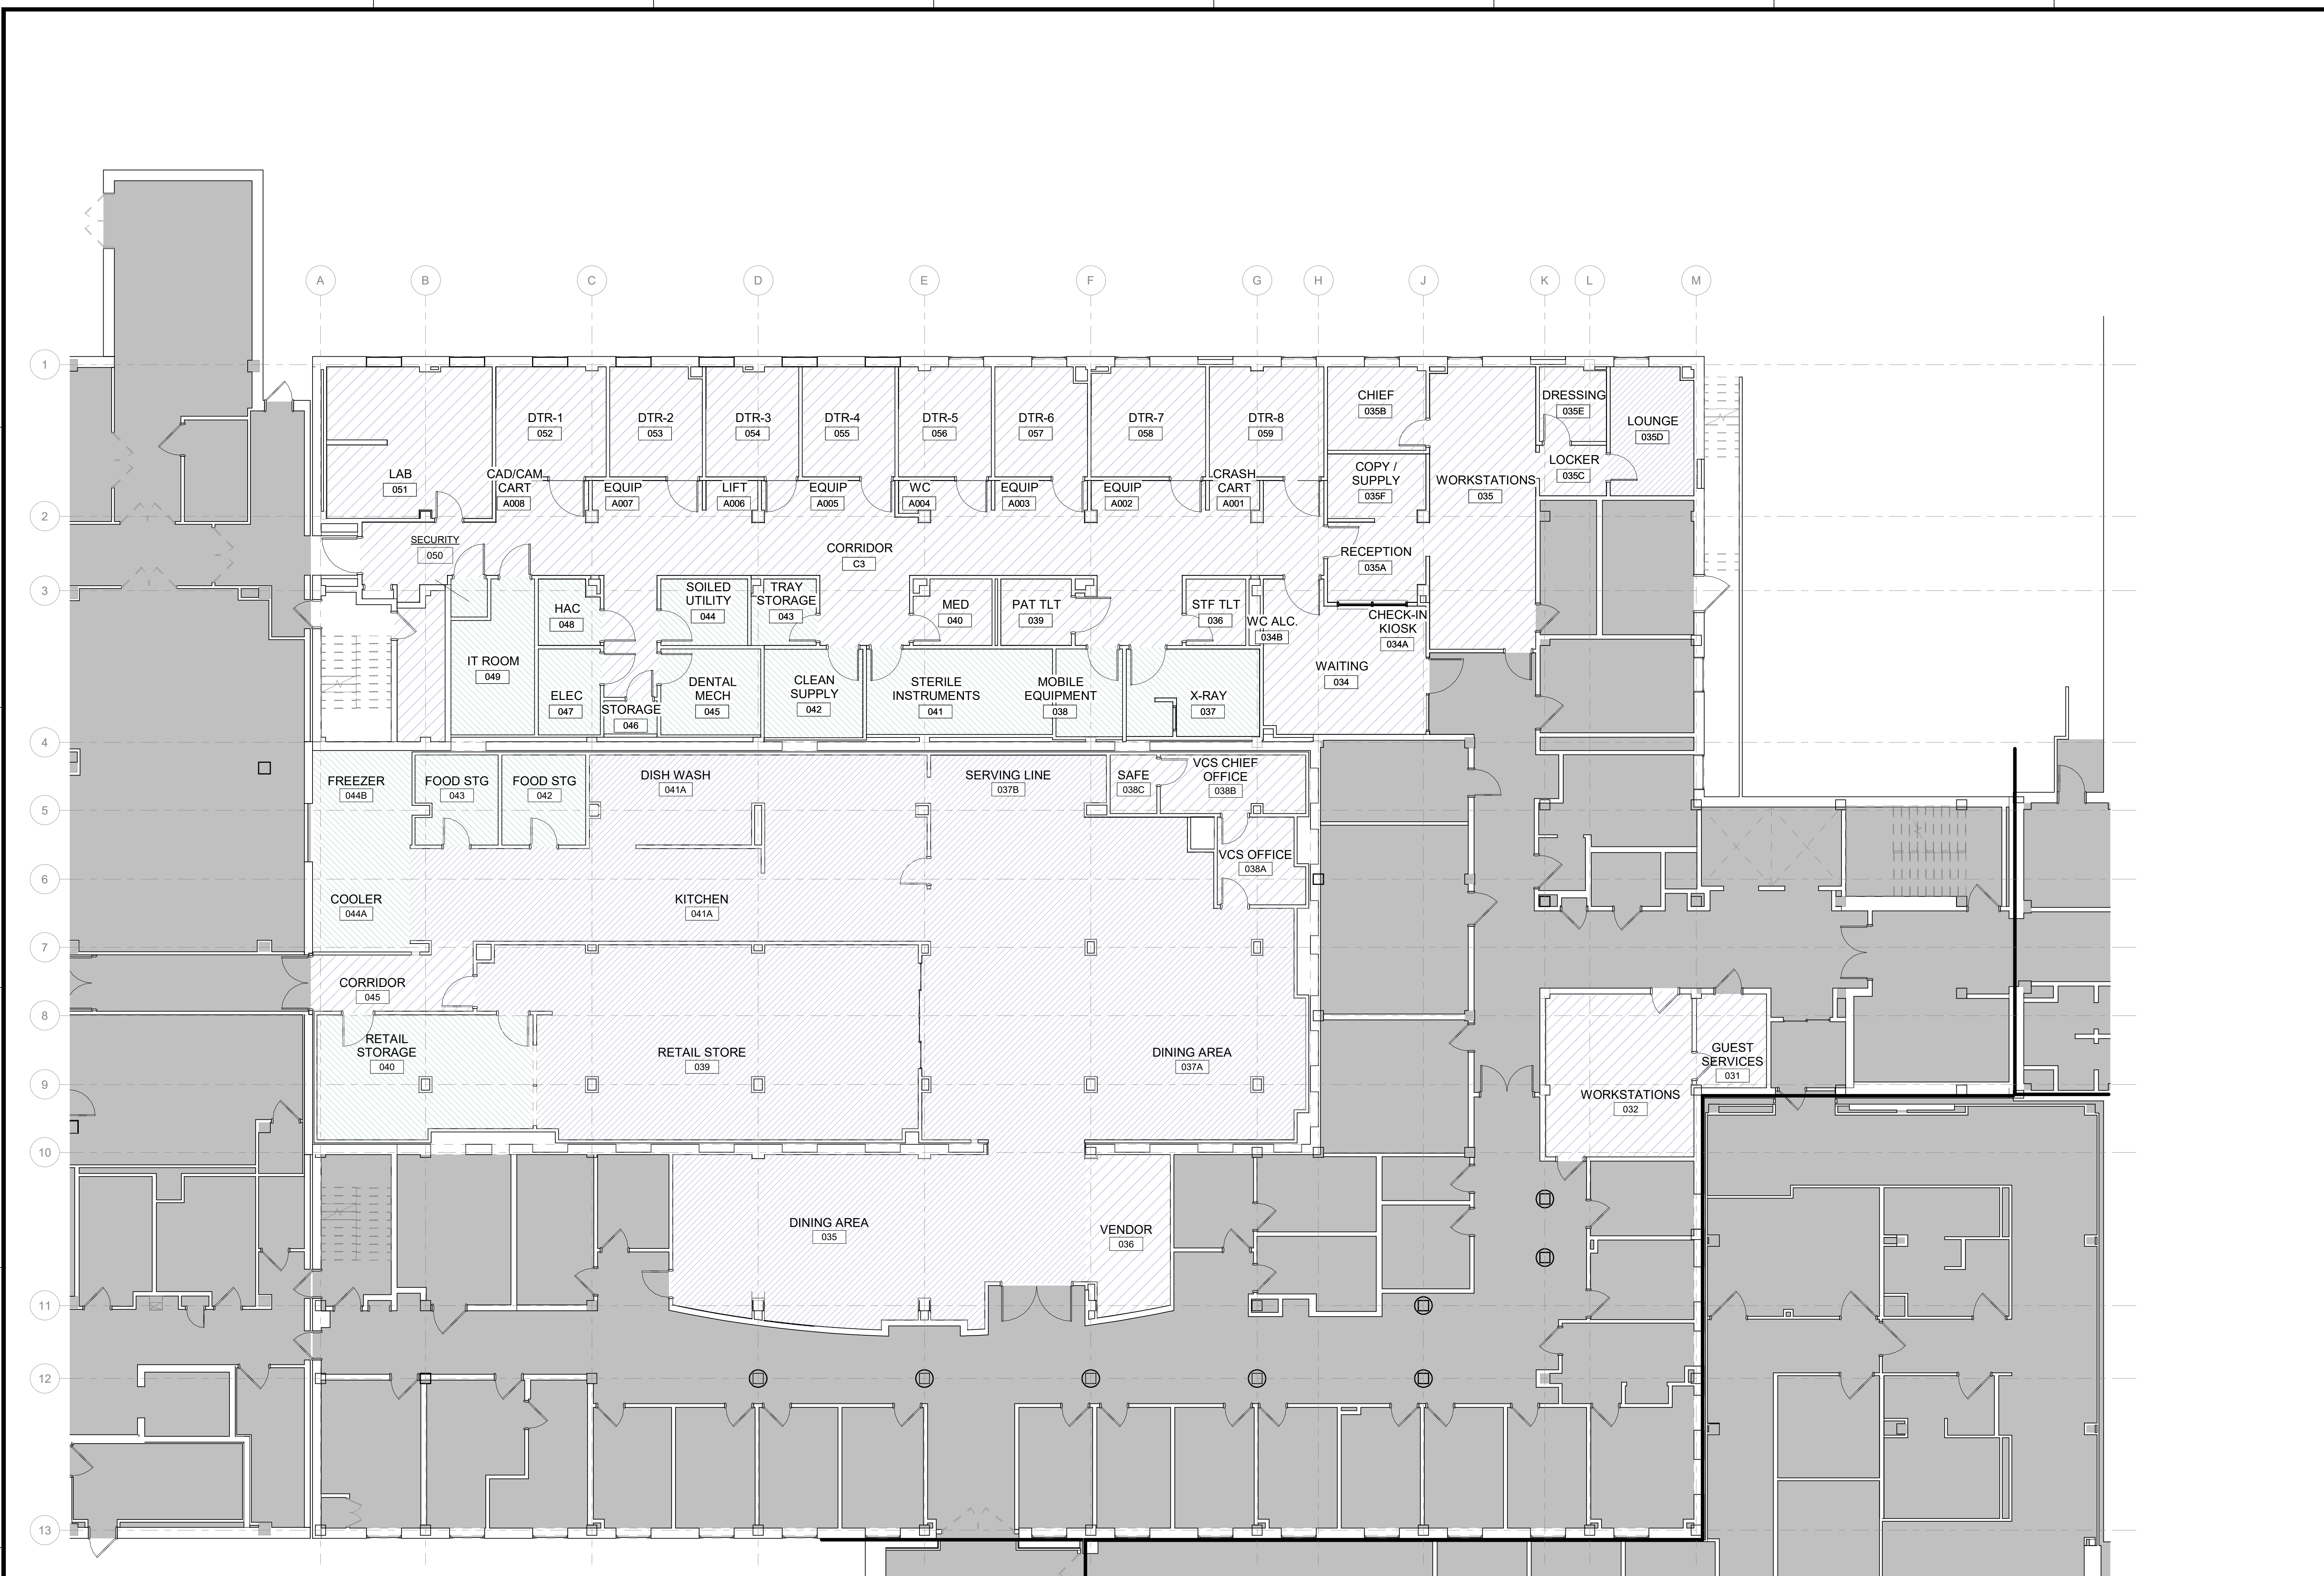 A B C D E F G H J K L M
1
CHIEF
035B
DRESSING
035E
LOUNGE
035D
DTR-1
052
DTR-2
053
DTR-3
054
DTR-4
055
DTR-5
056
DTR-6
057
DTR-7
058
DTR-8
059
LAB
051
CAD/CAM
CART
A008
EQUIP
A007
LIFT
A006
EQUIP
A005
WC
A004
EQUIP
A003
EQUIP
A002
CRASH
CART
A001
COPY /
SUPPLY
035F
WORKSTATIONS
035
LOCKER
035C
2
SECURITY
050
CORRIDOR
C3
RECEPTION
035A
3
HAC
048
SOILED
UTILITY
044
TRAY
STORAGE
043
MED
040
PAT TLT
039
STF TLT
036
WC ALC.
034B
CHECK-IN
KIOSK
034A
IT ROOM
049
ELEC
047
STORAGE
046
DENTAL
MECH
045
CLEAN
SUPPLY
042
STERILE
INSTRUMENTS
041
MOBILE
EQUIPMENT
038
X-RAY
037
WAITING
034
4
FREEZER
044B
FOOD STG
043
FOOD STG
042
DISH WASH
041A
SERVING LINE
037B
SAFE
038C
VCS CHIEF
OFFICE
038B
5
VCS OFFICE
038A
6
COOLER
044A
KITCHEN
041A
7
CORRIDOR
045
8
RETAIL
STORAGE
040
RETAIL STORE
039
DINING AREA
037A
GUEST
SERVICES
031
9
WORKSTATIONS
032
10
DINING AREA
035
VENDOR
036
11
12
13